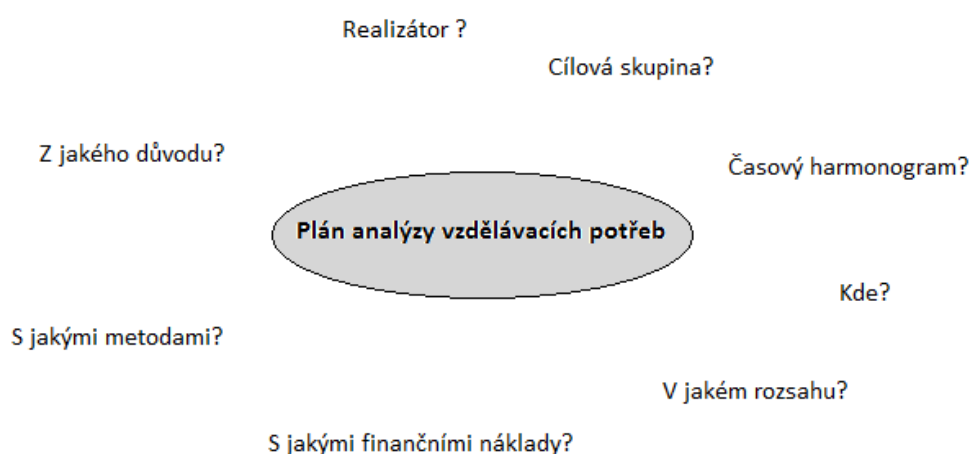 Realizátor ?
Cílová skupina?
Z jakého důvodu?
Časový harmonogram?
Plán analýzy vzdělávacích potřeb
Kde?
S jakými metodami?
V jakém rozsahu?
S jakými finančními náklady?